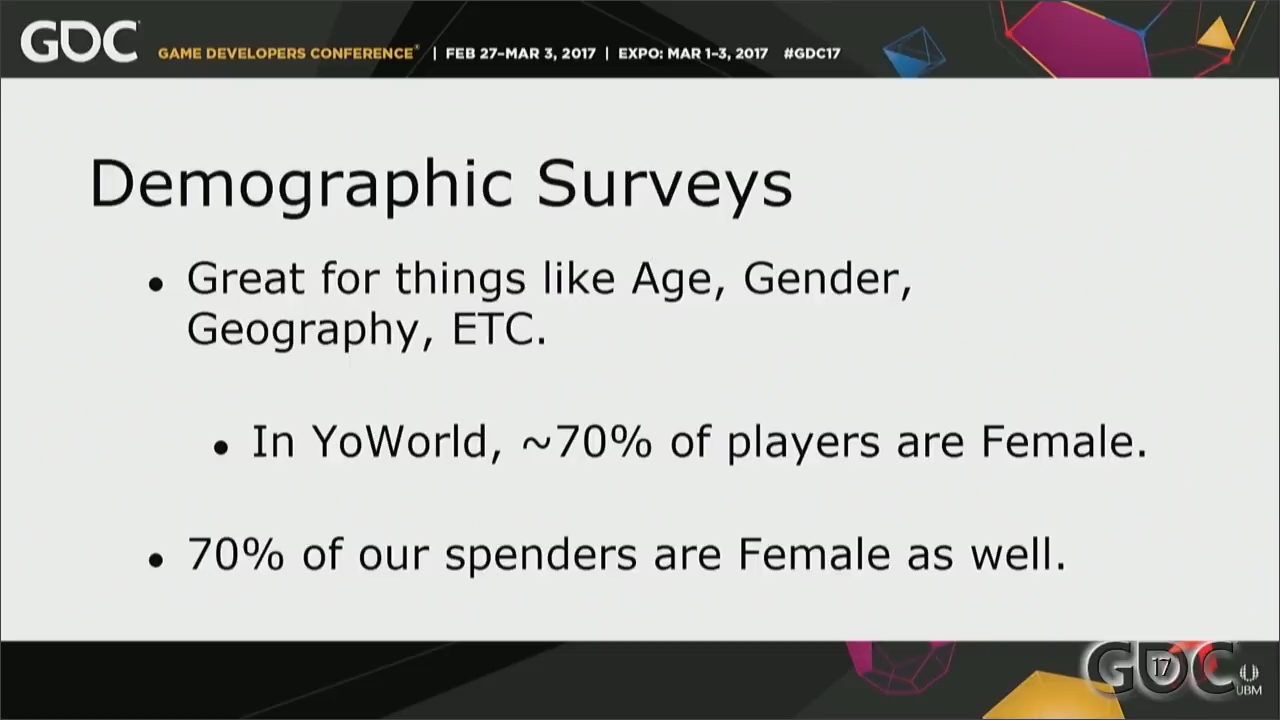 GDC GAME DEVELOPERS CONFERENCE® | FEB 27–MAR 3, 2017 | EXPO: MAR 1–3, 2017 #GDC17
Demographic Surveys
• Great for things like Age, Gender,
Geography, ETC.
• In YoWorld, ~70% of players are Female.
• 70% of our spenders are Female as well.
GDC 17
UBM